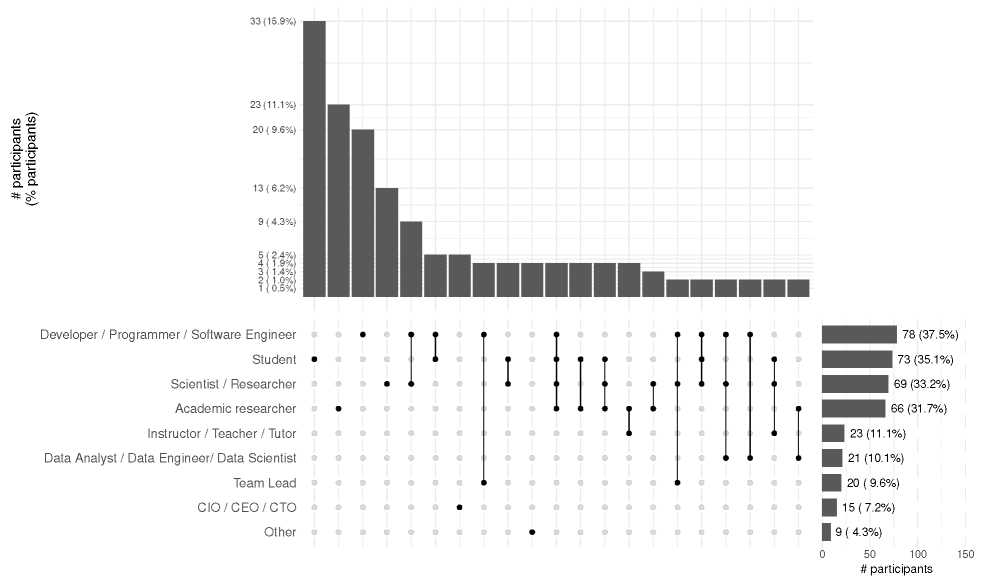 # participants
(% participants)
33 (15.9%)
23 (11.1%)
20 ( 9.6%)
13 ( 6.2%)
9 ( 4.3%)
5 ( 2.4%)
4 ( 1.9%)
3 ( 1.4%)
2 ( 1.0%)
1 ( 0.5%)
Developer / Programmer / Software Engineer
Student
Scientist / Researcher
Academic researcher
Instructor / Teacher / Tutor
Data Analyst / Data Engineer/ Data Scientist
Team Lead
CIO / CEO / CTO
Other
78 (37.5%)
73 (35.1%)
69 (33.2%)
66 (31.7%)
23 (11.1%)
21 (10.1%)
20 ( 9.6%)
15 ( 7.2%)
9 ( 4.3%)
0 50 100 150
# participants